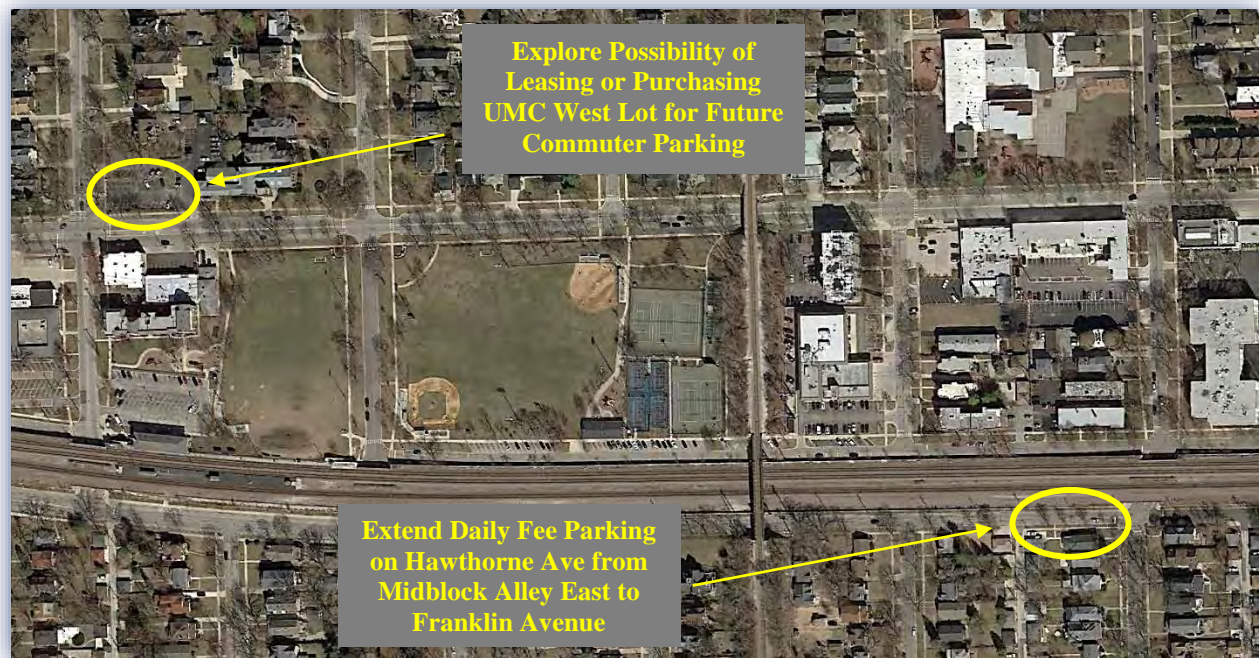 Explore Possibility of
Leasing or Purchasing
UMC West Lot for Future
Commuter Parking
Extend Daily Fee Parking
on Hawthorne Ave from
Midblock Alley East to
Franklin Avenue